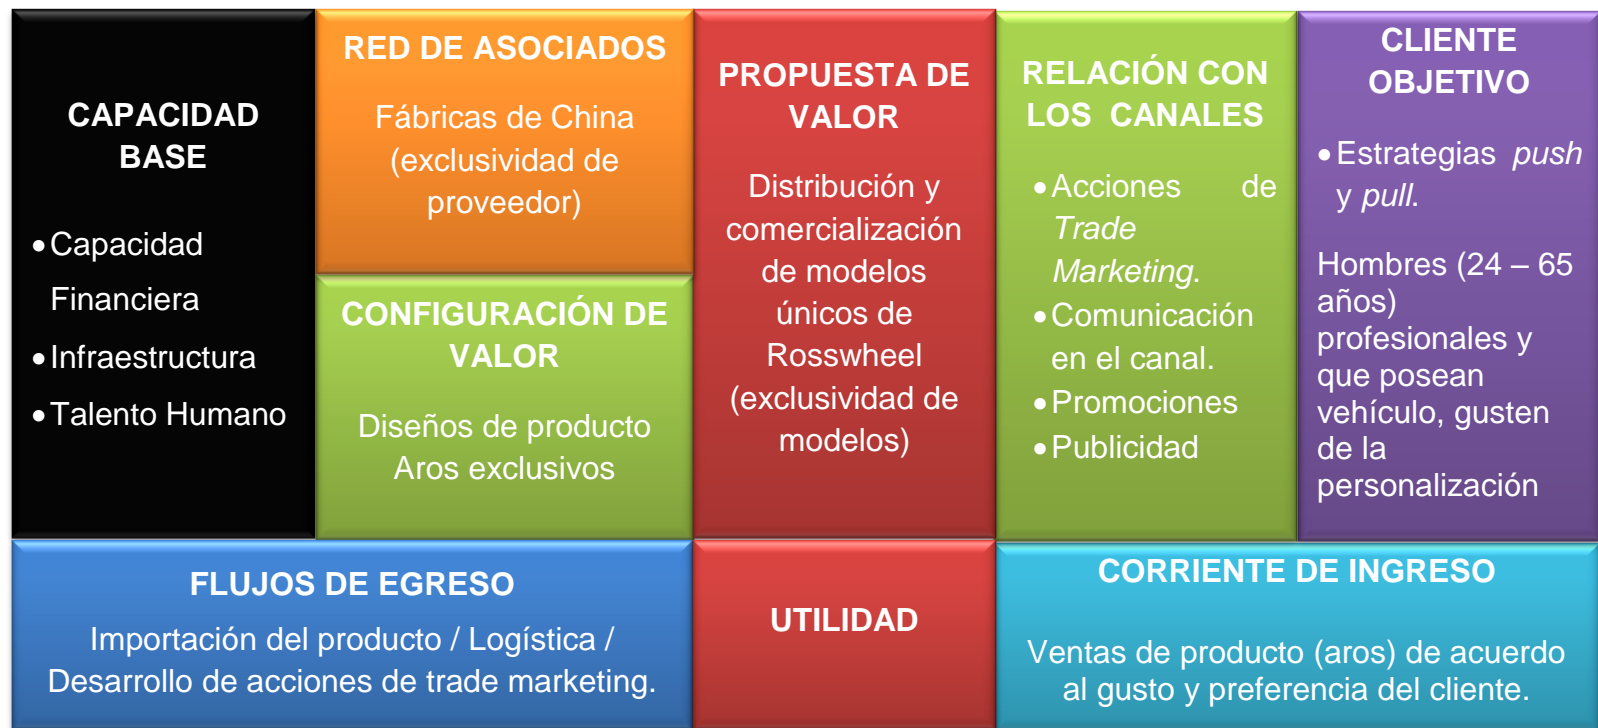 CAPACIDAD
BASE
•Capacidad
Financiera
•Infraestructura
•Talento Humano
RED DE ASOCIADOS
Fábricas de China
(exclusividad de
proveedor)
CONFIGURACIÓN DE
VALOR
Diseños de producto
Aros exclusivos
PROPUESTA DE
VALOR
Distribución y
comercialización
de modelos
únicos de
Rosswheel
(exclusividad de
modelos)
RELACIÓN CON
LOS CANALES
•Acciones de
Trade
Marketing.
•Comunicación
en el canal.
•Promociones
•Publicidad
CLIENTE
OBJETIVO
•Estrategias push
y pull.
Hombres (24 – 65
años)
profesionales y
que posean
vehículo, gusten
de la
personalización
FLUJOS DE EGRESO
Importación del producto / Logística /
Desarrollo de acciones de trade marketing.
UTILIDAD
CORRIENTE DE INGRESO
Ventas de producto (aros) de acuerdo
al gusto y preferencia del cliente.